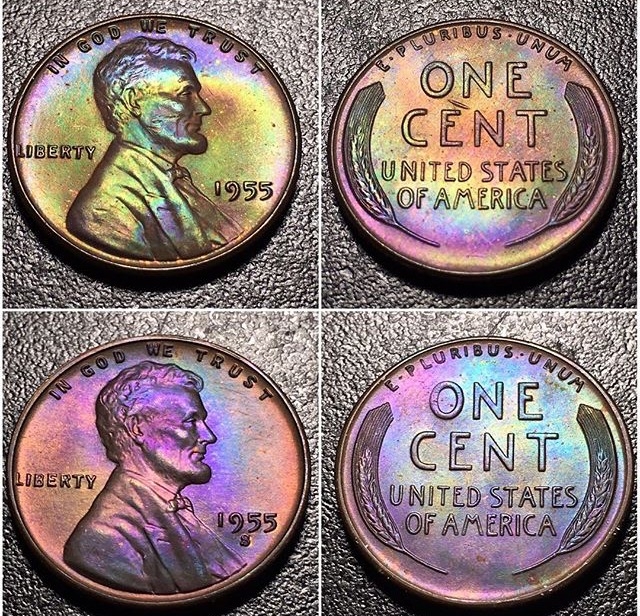 IN GOD WE TRUST
LIBERTY
1955
E·PLURIBUS·UNUM
ONE
CENT
UNITED STATES
OF AMERICA
IN GOD WE TRUST
LIBERTY
1955
S
E·PLURIBUS·UNUM
ONE
CENT
UNITED STATES
OF AMERICA